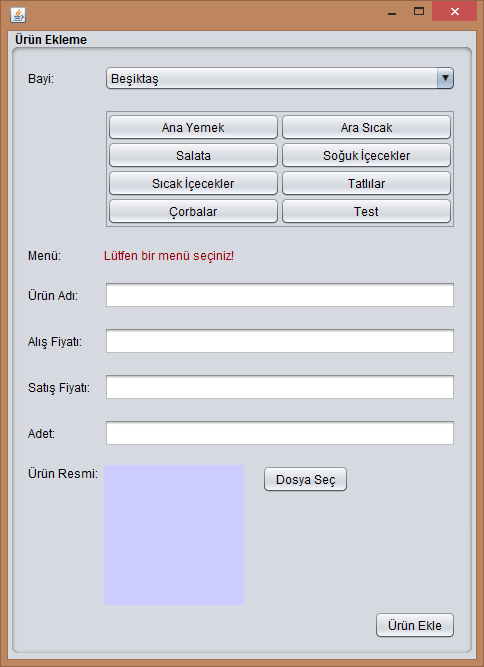 Ürün Ekleme
Bayi: Beşiktaş
Ana Yemek Ara Sıcak
Salata Soğuk İçecekler
Sıcak İçecekler Tatlılar
Çorbalar Test
Menü: Lütfen bir menü seçiniz!
Ürün Adı:
Alış Fiyatı:
Satış Fiyatı:
Adet:
Ürün Resmi: Dosya Seç
Ürün Ekle